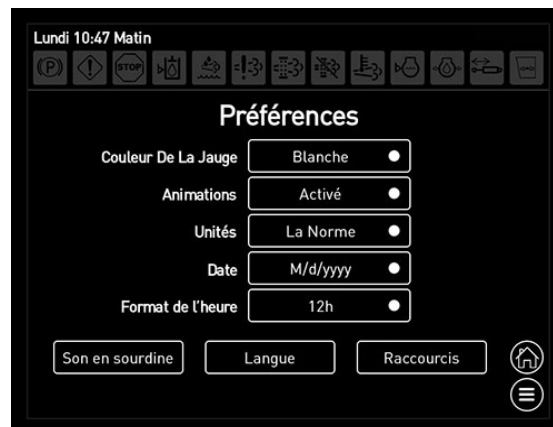 Lundi 10:47 Matin
(P) STOP
Préférences
Couleur De La Jauge Blanche
Animations Activé
Unités La Norme
Date M/d/yyyy
Format de l'heure 12h
Son en sourdine Langue Raccourcis